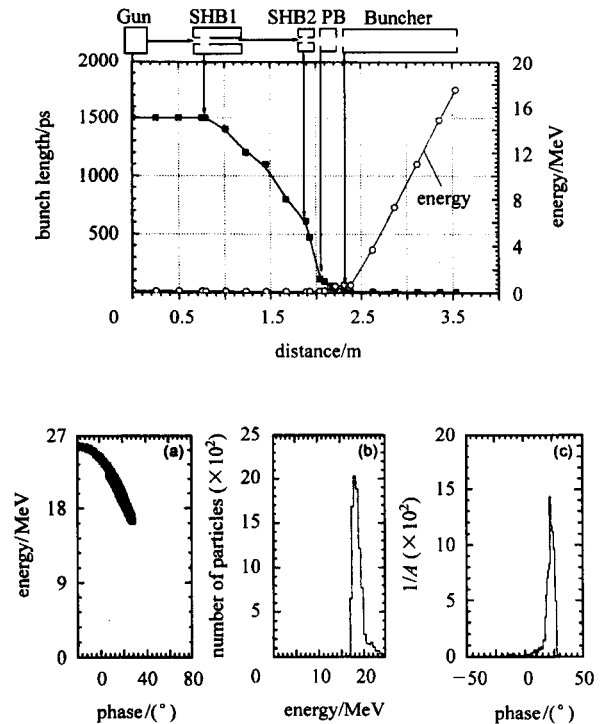 Gun SHB1 SHB2 PB Buncher
2000 20
1500 16
12
1000
8
500
4
0
0 0.5 1.0 1.5 2.0 2.5 3.0 3.5 4.0
bunch length/ps
energy/MeV
energy
distance/m
27 (a)
18
9
0
0 40 80
energy/MeV
phase/(°)
25 (b)
20
15
10
5
0 10 20
number of particles (×10²)
energy/MeV
20 (c)
15
10
5
0
−50 0 50
1/A (×10²)
phase/(°)